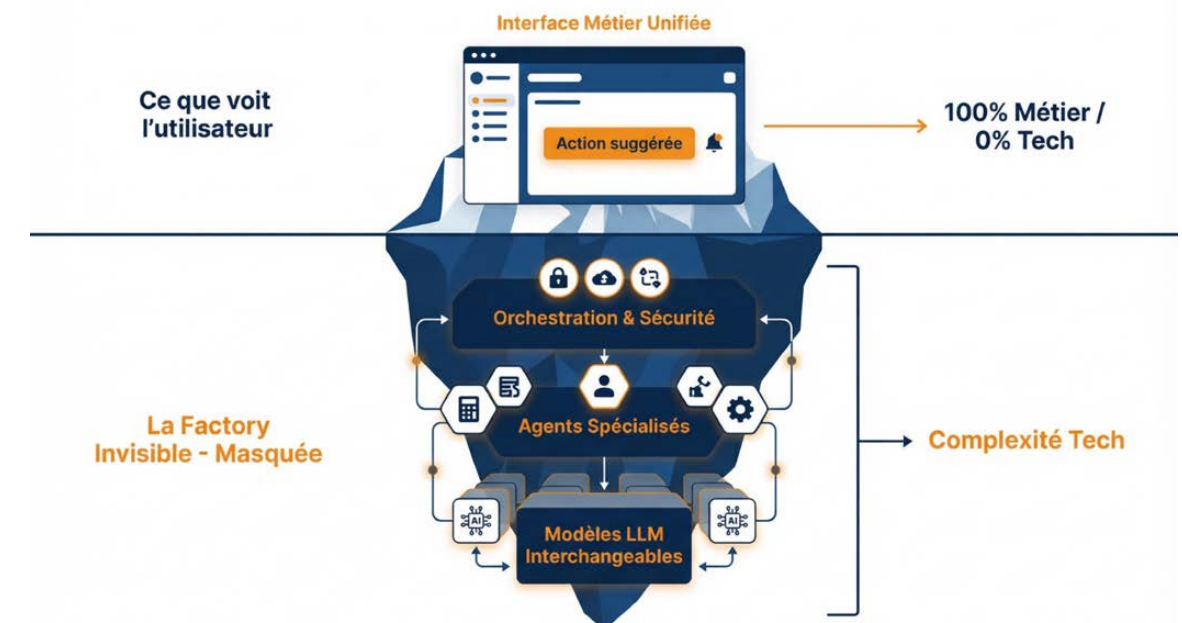 Interface Métier Unifiée
Ce que voit
l'utilisateur
Action suggérée
100% Métier /
0% Tech
Orchestration & Sécurité
La Factory
Invisible - Masquée
Agents Spécialisés
Complexité Tech
AI
AI
Modèles LLM
Interchangeables